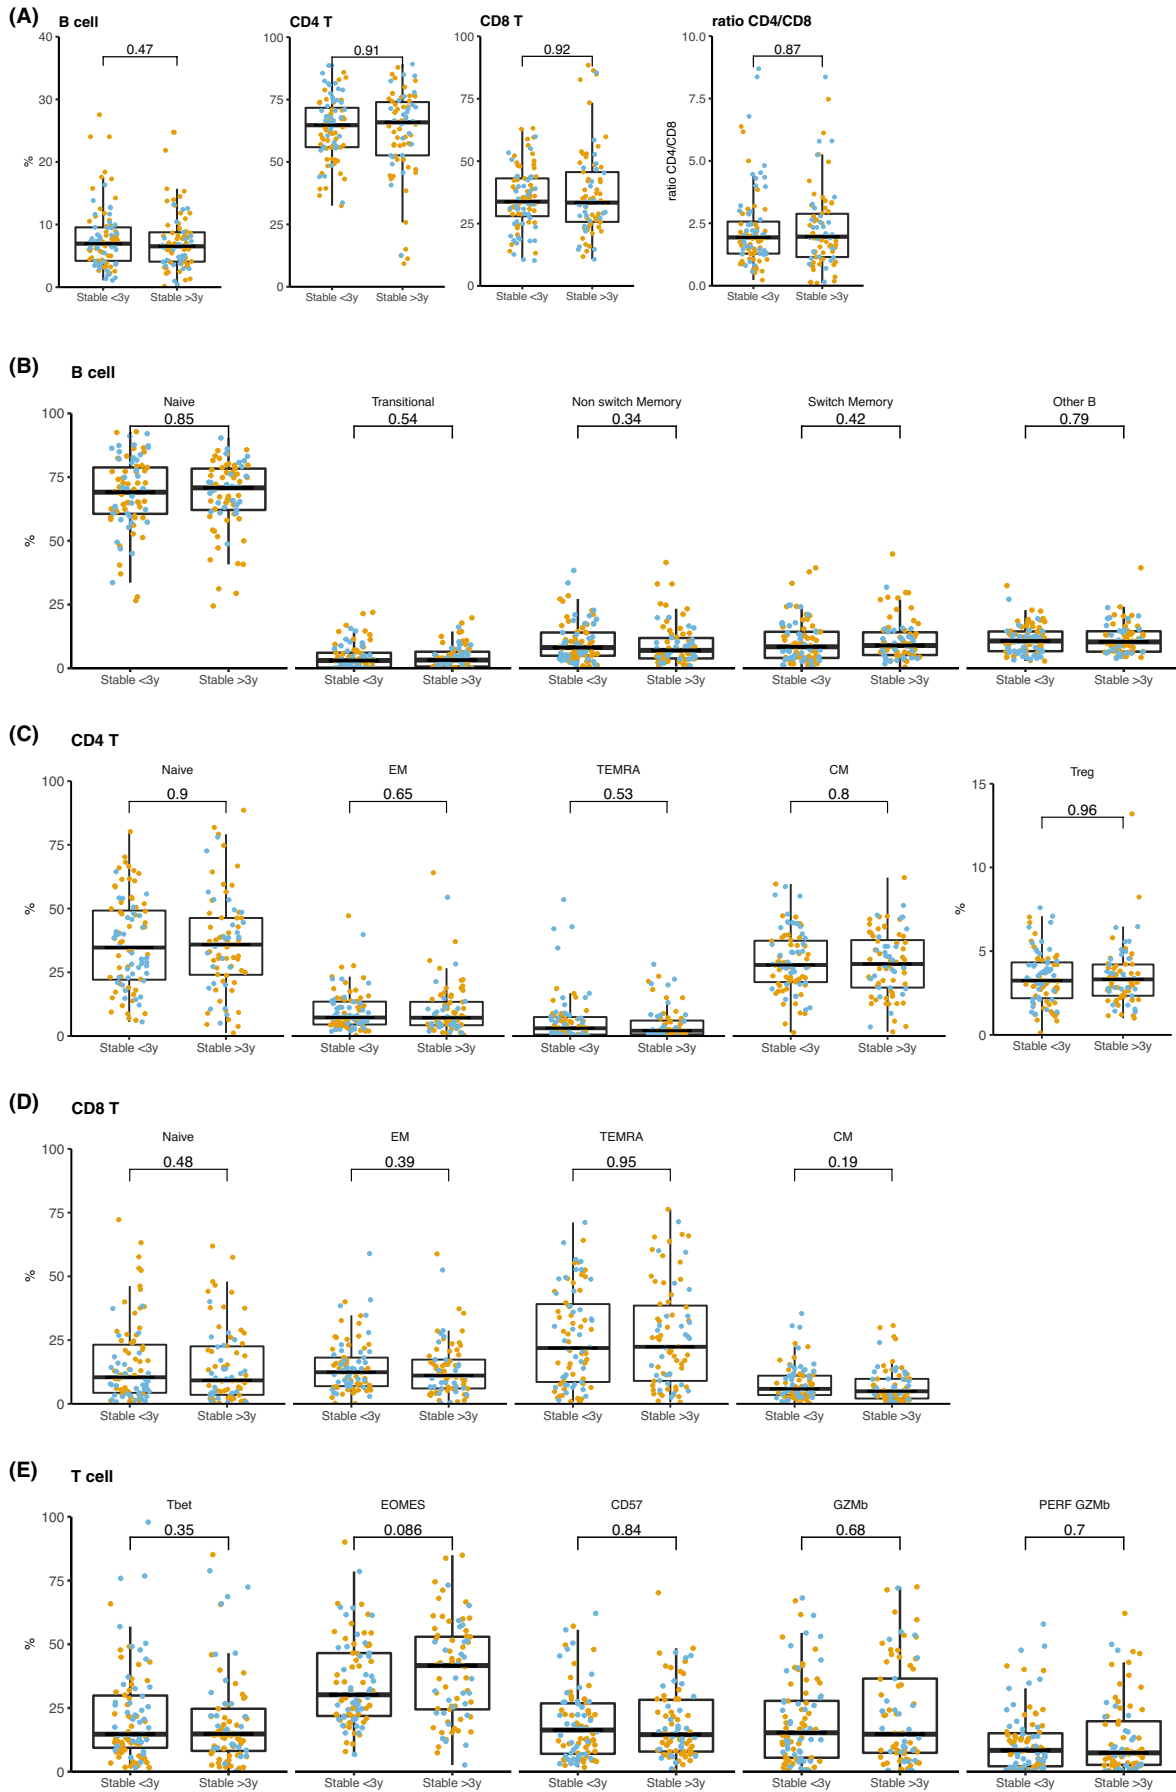 (A)
B cell
CD4 T
CD8 T
ratio CD4/CD8
40
30
20
10
0
%
0.47
Stable <3y
Stable >3y
100
75
50
25
0
0.91
Stable <3y
Stable >3y
100
75
50
25
0
0.92
Stable <3y
Stable >3y
10.0
7.5
5.0
2.5
0.0
ratio CD4/CD8
0.87
Stable <3y
Stable >3y
(B)
B cell
Naive
Transitional
Non switch Memory
Switch Memory
Other B
0.85
0.54
0.34
0.42
0.79
100
75
50
25
0
%
Stable <3y
Stable >3y
Stable <3y
Stable >3y
Stable <3y
Stable >3y
Stable <3y
Stable >3y
Stable <3y
Stable >3y
(C)
CD4 T
Naive
EM
TEMRA
CM
Treg
0.9
0.65
0.53
0.8
0.96
100
75
50
25
0
%
15
10
5
0
%
Stable <3y
Stable >3y
Stable <3y
Stable >3y
Stable <3y
Stable >3y
Stable <3y
Stable >3y
Stable <3y
Stable >3y
(D)
CD8 T
Naive
EM
TEMRA
CM
0.48
0.39
0.95
0.19
100
75
50
25
0
%
Stable <3y
Stable >3y
Stable <3y
Stable >3y
Stable <3y
Stable >3y
Stable <3y
Stable >3y
(E)
T cell
Tbet
EOMES
CD57
GZMb
PERF GZMb
0.35
0.086
0.84
0.68
0.7
100
75
50
25
0
%
Stable <3y
Stable >3y
Stable <3y
Stable >3y
Stable <3y
Stable >3y
Stable <3y
Stable >3y
Stable <3y
Stable >3y